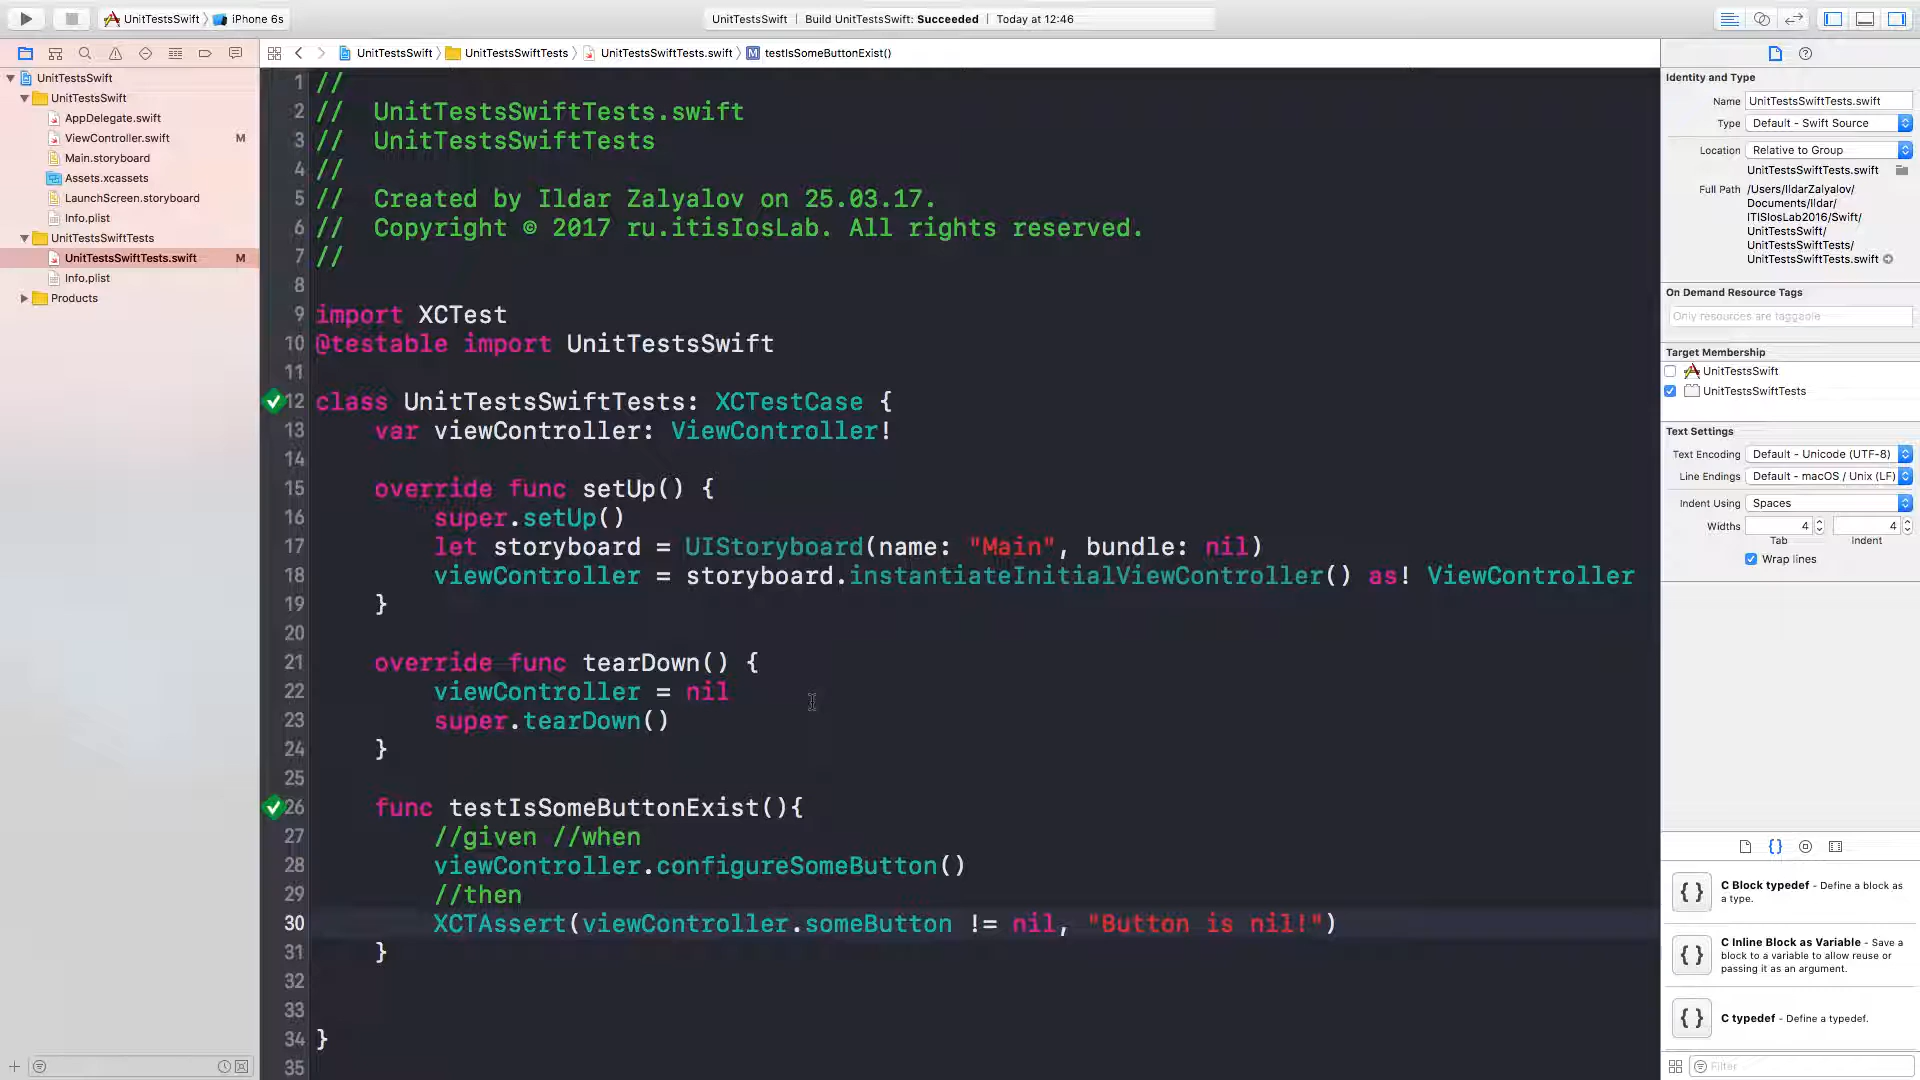 UnitTestsSwift iPhone 6s
UnitTestsSwift Build UnitTestsSwift: Succeeded Today at 12:46
UnitTestsSwift UnitTestsSwiftTests UnitTestsSwiftTests.swift M testIsSomeButtonExist()
UnitTestsSwift
UnitTestsSwift
AppDelegate.swift
ViewController.swift M
Main.storyboard
Assets.xcassets
LaunchScreen.storyboard
Info.plist
UnitTestsSwiftTests
UnitTestsSwiftTests.swift M
Info.plist
Products
1 //
2 // UnitTestsSwiftTests.swift
3 // UnitTestsSwiftTests
4 //
5 // Created by Ildar Zalyalov on 25.03.17.
6 // Copyright © 2017 ru.itisIosLab. All rights reserved.
7 //
8
9 import XCTest
10 @testable import UnitTestsSwift
11
12 class UnitTestsSwiftTests: XCTestCase {
13 var viewController: ViewController!
14
15 override func setUp() {
16 super.setUp()
17 let storyboard = UIStoryboard(name: "Main", bundle: nil)
18 viewController = storyboard.instantiateInitialViewController() as! ViewController
19 }
20
21 override func tearDown() {
22 viewController = nil
23 super.tearDown()
24 }
25
26 func testIsSomeButtonExist(){
27 //given //when
28 viewController.configureSomeButton()
29 //then
30 XCTAssert(viewController.someButton != nil, "Button is nil!")
31 }
32
33
34 }
35
Identity and Type
Name UnitTestsSwiftTests.swift
Type Default - Swift Source
Location Relative to Group
UnitTestsSwiftTests.swift
Full Path /Users/IldarZalyalov/
Documents/Ildar/
ITISIosLab2016/Swift/
UnitTestsSwift/
UnitTestsSwiftTests/
UnitTestsSwiftTests.swift
On Demand Resource Tags
Only resources are taggable
Target Membership
UnitTestsSwift
UnitTestsSwiftTests
Text Settings
Text Encoding Default - Unicode (UTF-8)
Line Endings Default - macOS / Unix (LF)
Indent Using Spaces
Widths 4 4
Tab Indent
Wrap lines
{ } C Block typedef - Define a block as
a type.
{ } C Inline Block as Variable - Save a
block to a variable to allow reuse or
passing it as an argument.
{ } C typedef - Define a typedef.
Filter